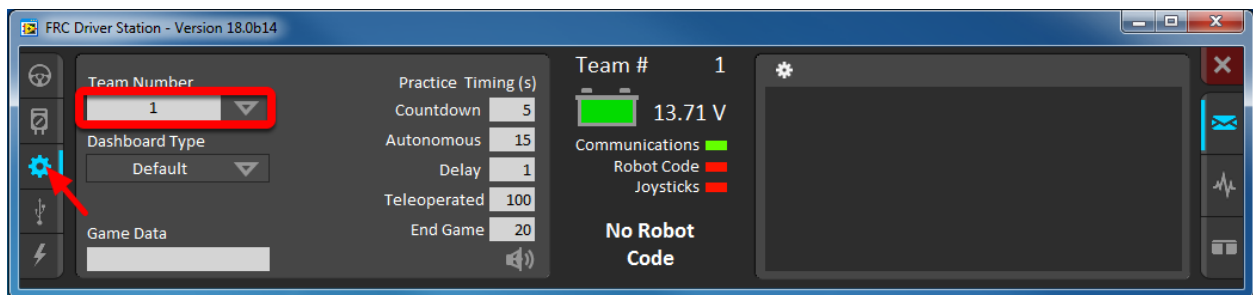 FRC Driver Station - Version 18.0b14
Team Number
1
Dashboard Type
Default
Game Data
Practice Timing (s)
Countdown 5
Autonomous 15
Delay 1
Teleoperated 100
End Game 20
Team # 1
13.71 V
Communications
Robot Code
Joysticks
No Robot
Code